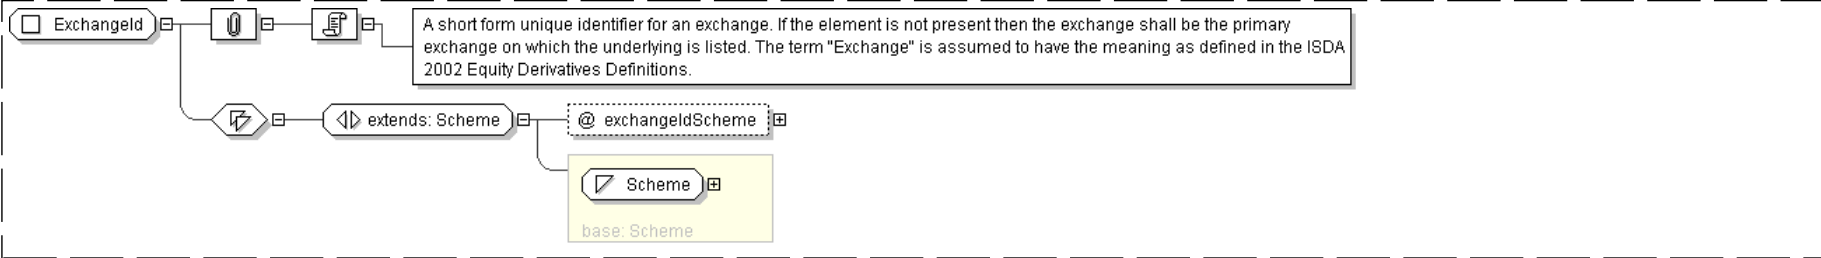 ExchangeId
A short form unique identifier for an exchange. If the element is not present then the exchange shall be the primary
exchange on which the underlying is listed. The term "Exchange" is assumed to have the meaning as defined in the ISDA
2002 Equity Derivatives Definitions.
extends: Scheme
@ exchangeIdScheme
Scheme
base: Scheme